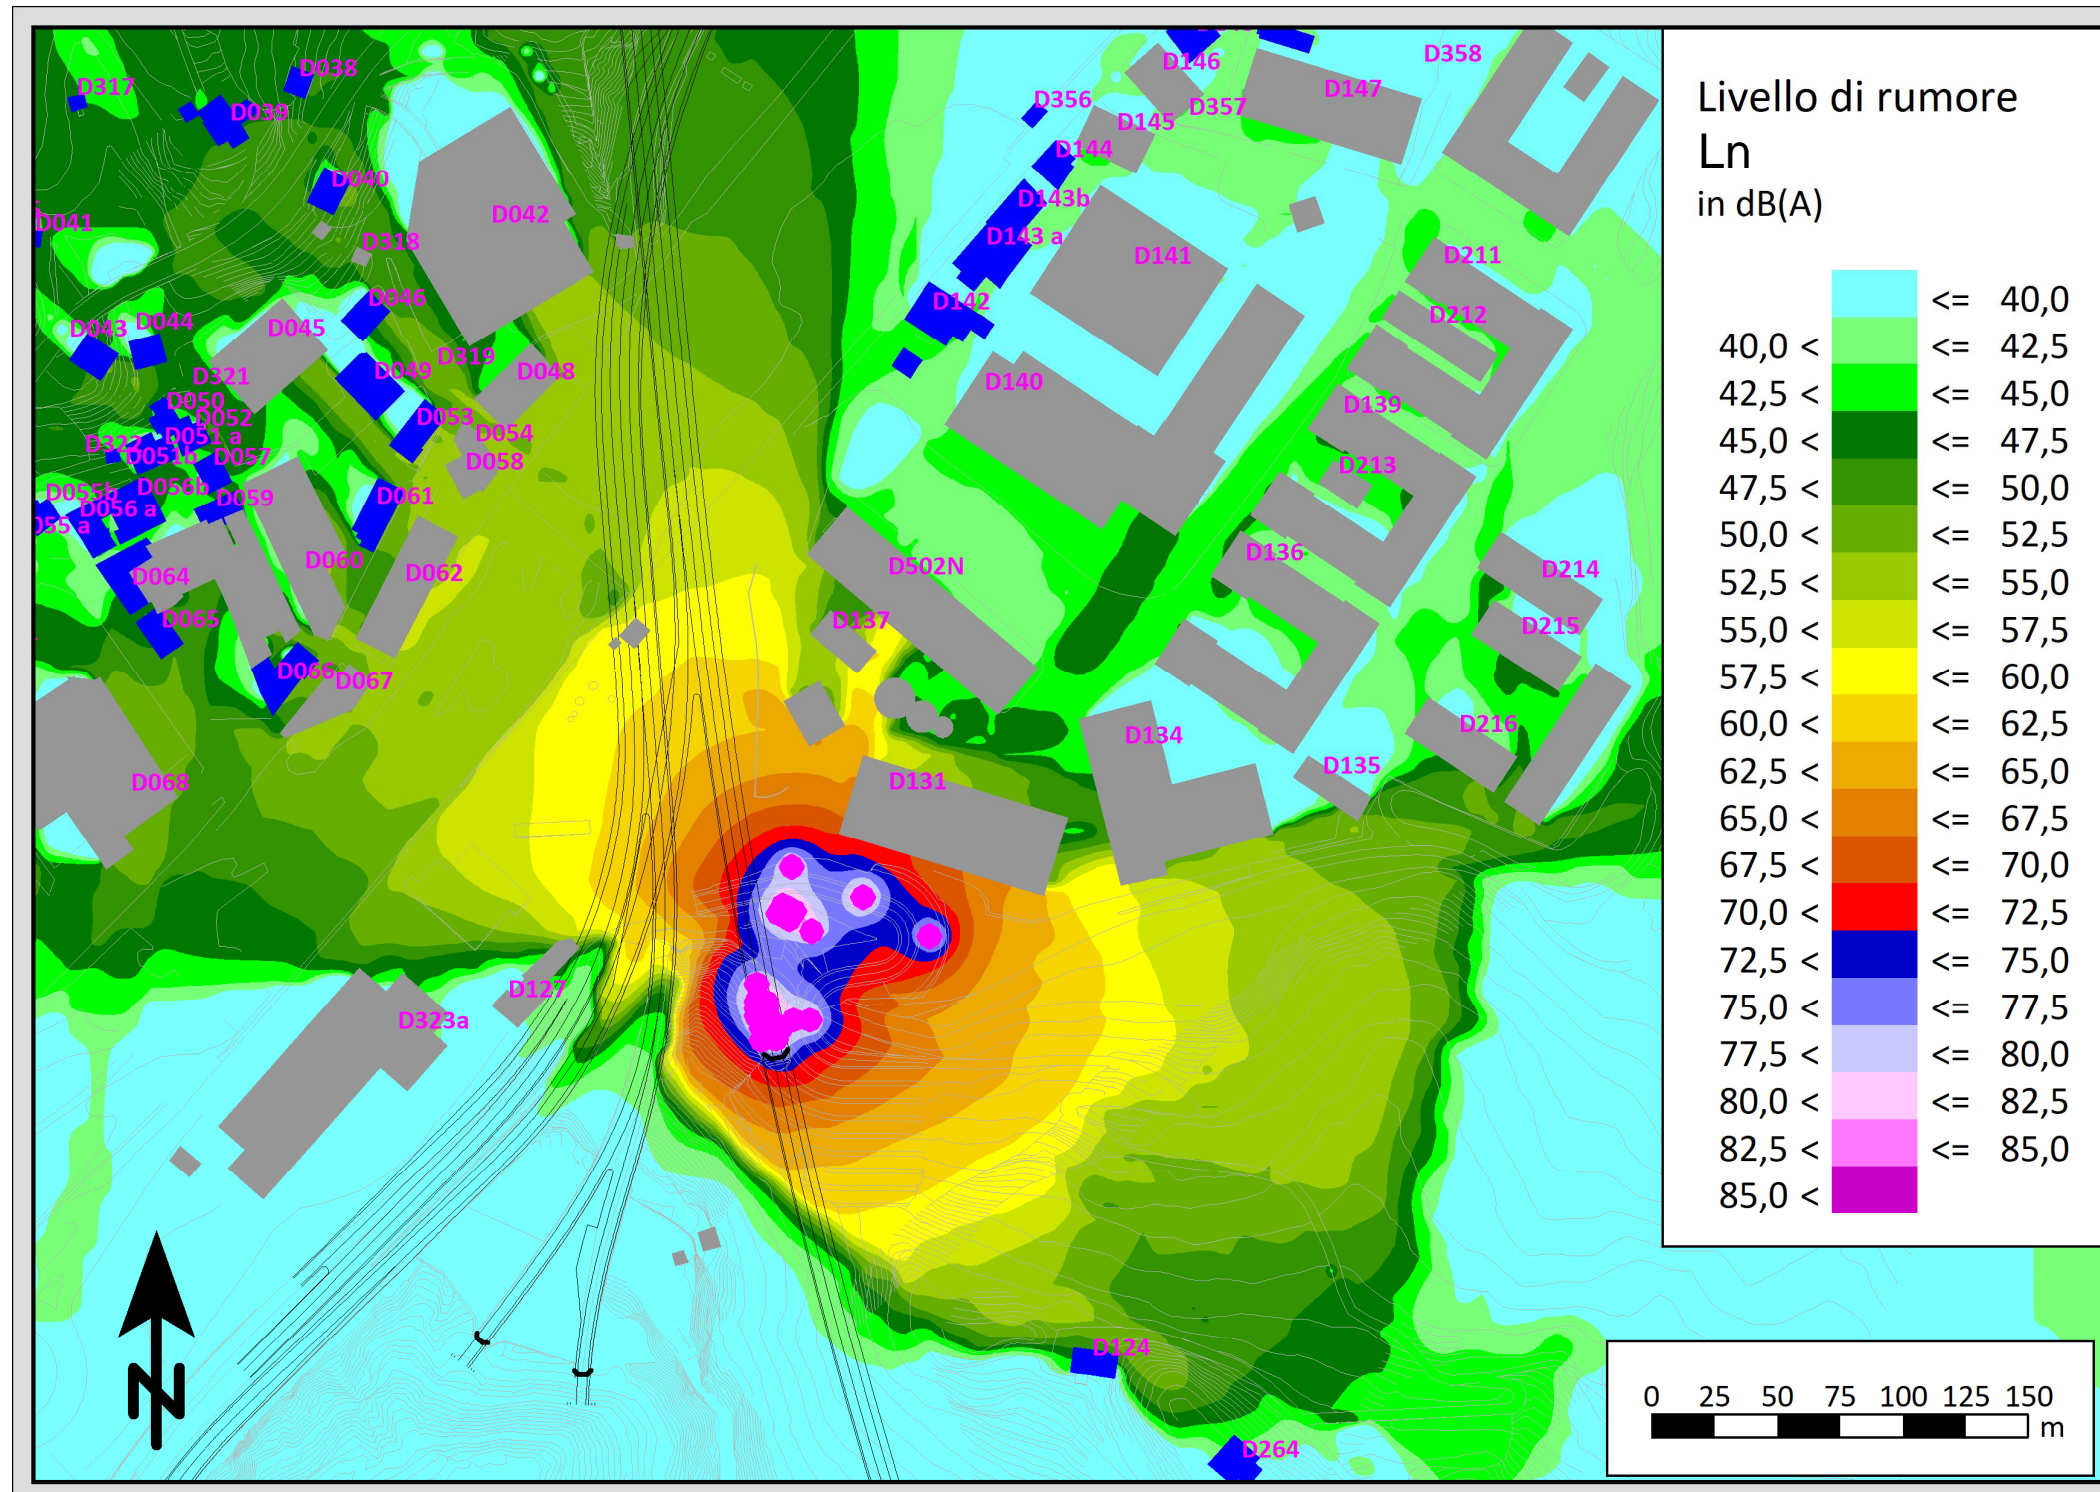 Livello di rumore
Ln
in dB(A)
<= 40,0
40,0 < <= 42,5
42,5 < <= 45,0
45,0 < <= 47,5
47,5 < <= 50,0
50,0 < <= 52,5
52,5 < <= 55,0
55,0 < <= 57,5
57,5 < <= 60,0
60,0 < <= 62,5
62,5 < <= 65,0
65,0 < <= 67,5
67,5 < <= 70,0
70,0 < <= 72,5
72,5 < <= 75,0
75,0 < <= 77,5
77,5 < <= 80,0
80,0 < <= 82,5
82,5 < <= 85,0
85,0 <
D317
D038
D039
D040
D041
D042
D318
D046
D043
D044
D045
D321
D049
D319
D048
D050
D052
D053
D051 a
D322
D051b
D057
D054
D058
D055b
D056b
D056 a
D059
D061
055 a
D060
D062
D064
D065
D066
D067
D068
D127
D323a
D356
D146
D357
D147
D358
D145
D144
D143b
D143 a
D142
D141
D140
D211
D212
D139
D213
D136
D214
D215
D216
D502N
D137
D131
D134
D135
D124
D264
N
0 25 50 75 100 125 150
m